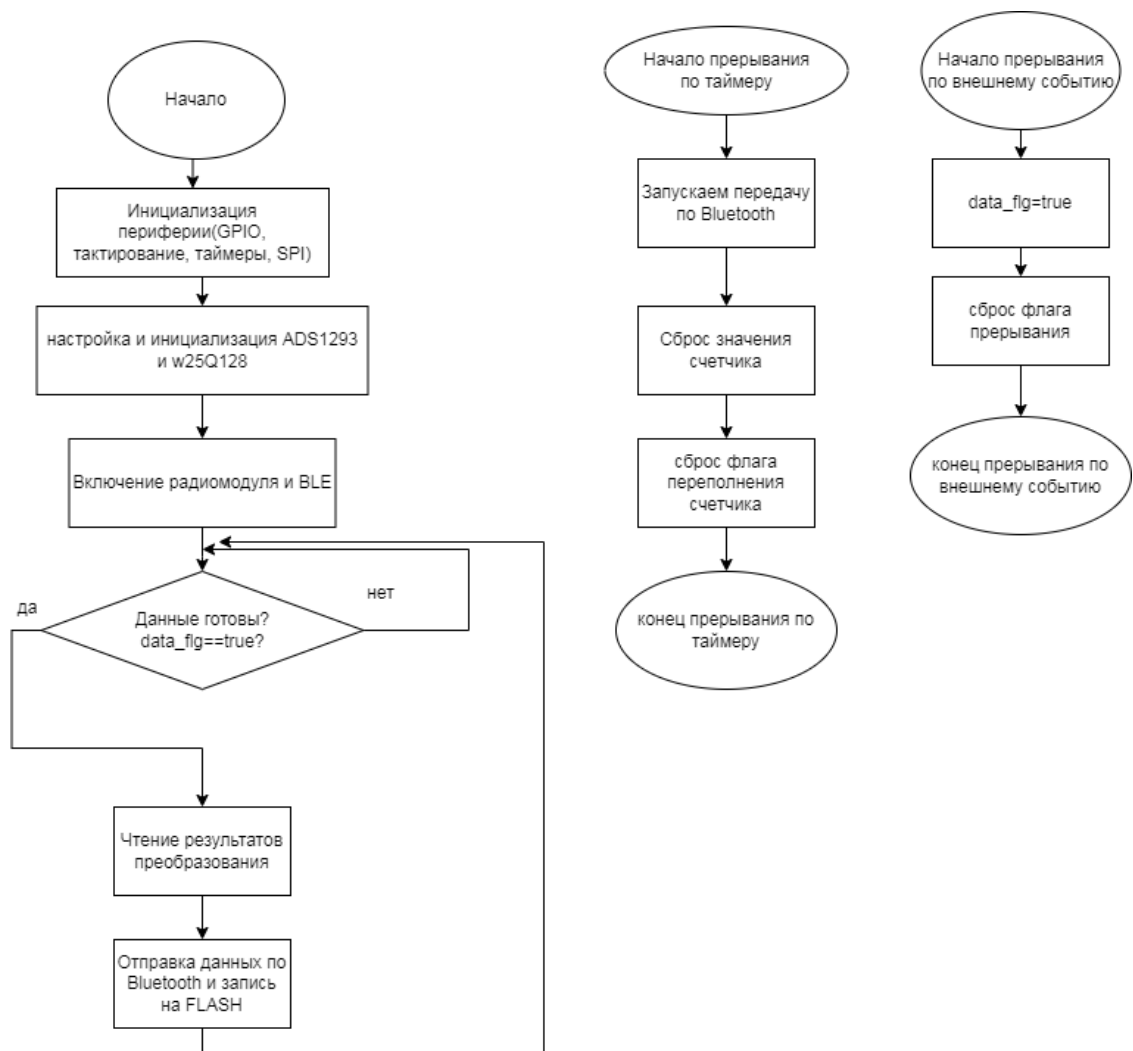 Начало
Инициализация
периферии(GPIO,
тактирование, таймеры, SPI)
настройка и инициализация ADS1293
и w25Q128
Включение радиомодуля и BLE
да
Данные готовы?
data_flg==true?
нет
Чтение результатов
преобразования
Отправка данных по
Bluetooth и запись
на FLASH
Начало прерывания
по таймеру
Запускаем передачу
по Bluetooth
Сброс значения
счетчика
сброс флага
переполнения
счетчика
конец прерывания по
таймеру
Начало прерывания
по внешнему событию
data_flg=true
сброс флага
прерывания
конец прерывания по
внешнему событию